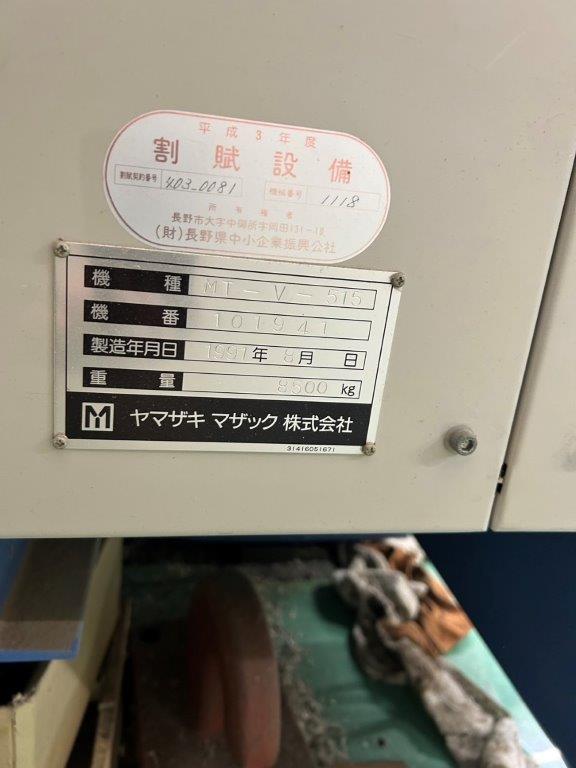 平成3年度
割賦設備
割賦契約番号 403-0081 機械番号 1118
所有権者
長野市大字中御所字岡田131-10
(財)長野県中小企業振興公社
機種 MT-V-515
機番 101941
製造年月日 1991年 8月 日
重量 8500 kg
M ヤマザキ マザック 株式会社
31416051671